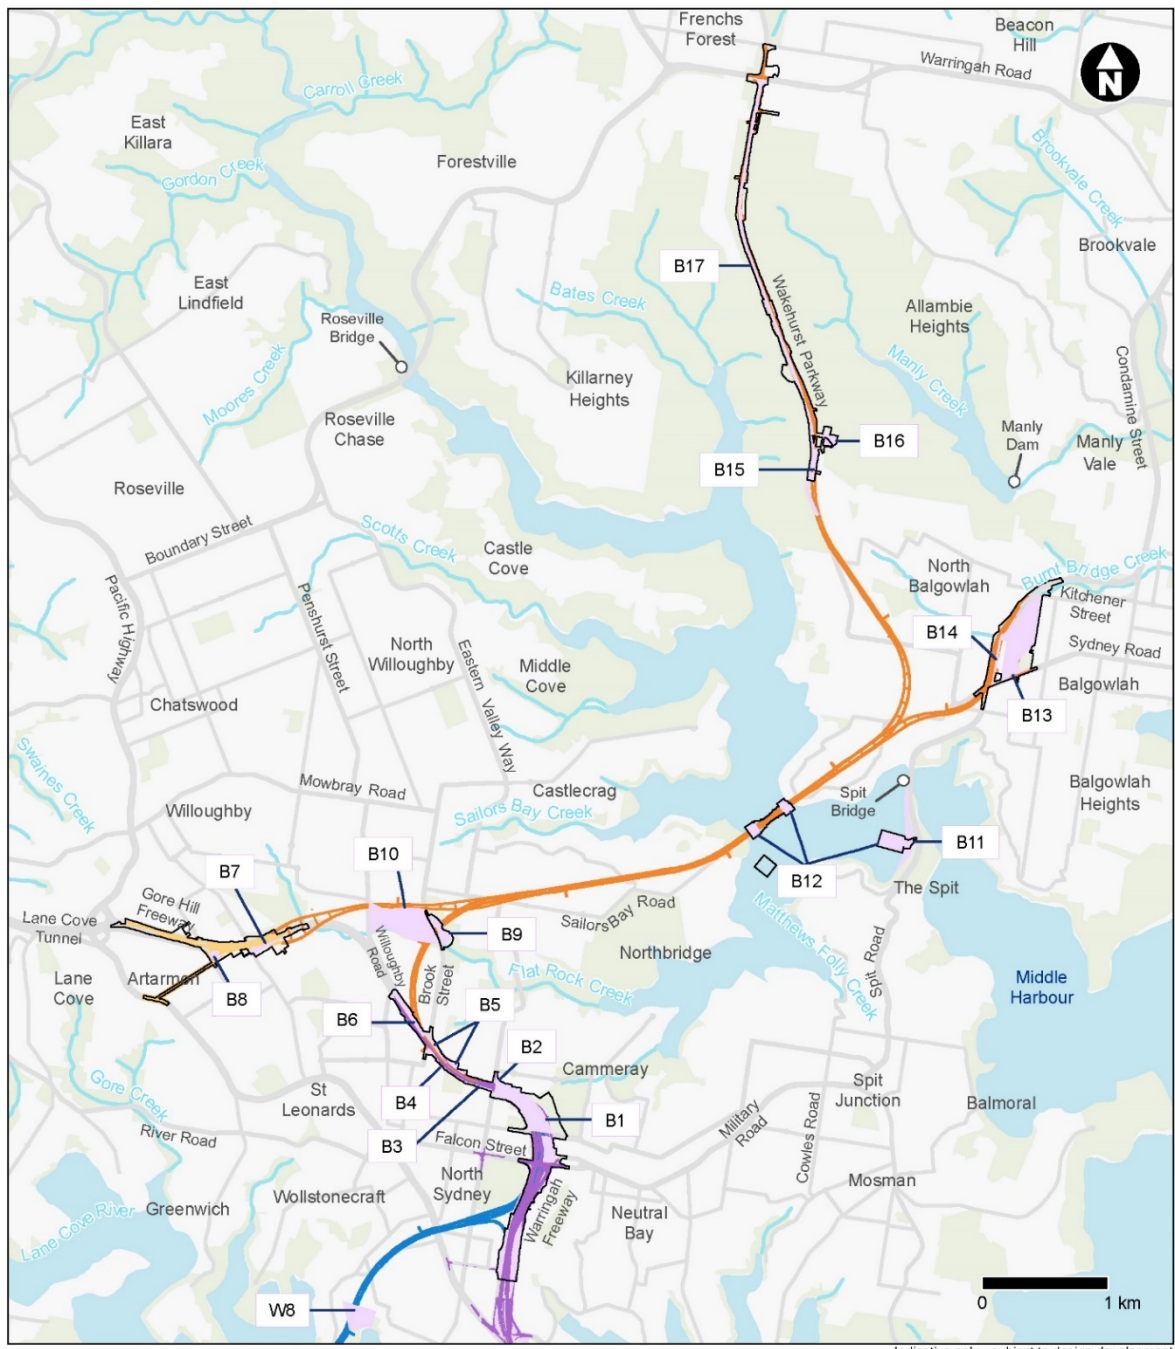 Frenchs
Forest
Beacon
Hill
Warringah Road
N
Carroll Creek
East
Killara
Forestville
Gordon Creek
Brookvale Creek
Brookvale
B17
East
Lindfield
Bates Creek
Wakehurst Parkway
Allambie
Heights
Roseville
Bridge
Moores Creek
Killarney
Heights
Manly Creek
Condamine Street
Roseville
Chase
B16
Manly
Dam
Manly
Vale
B15
Roseville
Boundary Street
Scotts Creek
Castle
Cove
North
Balgowlah
Burnt Bridge Creek
Kitchener
Street
Pacific Highway
Penshurst Street
North
Willoughby
Eastern Valley Way
B14
Sydney Road
Middle
Cove
Balgowlah
Chatswood
B13
Swaines Creek
Mowbray Road
Castlecrag
Spit
Bridge
Balgowlah
Heights
Willoughby
Sailors Bay Creek
B10
B11
B7
B12
The Spit
Gore Hill
Freeway
Lane Cove
Tunnel
Sailors Bay Road
Matthews Folly Creek
B9
Willoughby
Road
Brook
Street
Northbridge
Spit Road
Lane
Cove
Artarmon
Flat Rock Creek
Middle
Harbour
B8
B5
B6
B2
Cammeray
St
Leonards
Gore Creek
B4
Spit
Junction
Balmoral
B1
River Road
B3
Falcon Street
Military
Road
Cowles Road
North
Sydney
Mosman
Wollstonecraft
Greenwich
Warringah
Freeway
Neutral
Bay
Lane Cove River
W8
0
1 km